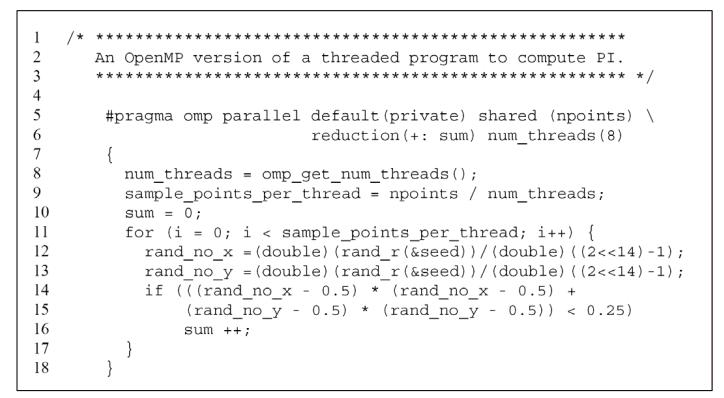 1 /* ******************************************************
2 An OpenMP version of a threaded program to compute PI.
3 ****************************************************** */
4
5 #pragma omp parallel default(private) shared (npoints) \
6 reduction(+: sum) num_threads(8)
7 {
8 num_threads = omp_get_num_threads();
9 sample_points_per_thread = npoints / num_threads;
10 sum = 0;
11 for (i = 0; i < sample_points_per_thread; i++) {
12 rand_no_x =(double)(rand_r(&seed))/(double)((2<<14)-1);
13 rand_no_y =(double)(rand_r(&seed))/(double)((2<<14)-1);
14 if (((rand_no_x - 0.5) * (rand_no_x - 0.5) +
15 (rand_no_y - 0.5) * (rand_no_y - 0.5)) < 0.25)
16 sum ++;
17 }
18 }